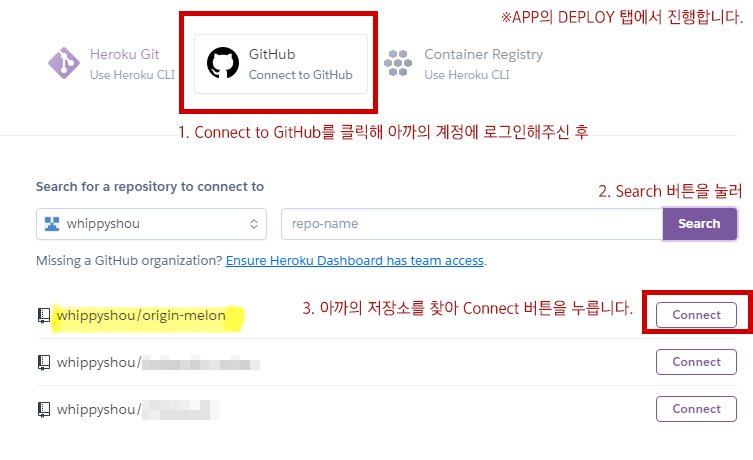 ※APP의 DEPLOY 탭에서 진행합니다.
Heroku Git
Use Heroku CLI
GitHub
Connect to GitHub
Container Registry
Use Heroku CLI
1. Connect to GitHub를 클릭해 아까의 계정에 로그인해주신 후
Search for a repository to connect to
2. Search 버튼을 눌러
whippyshou
repo-name
Search
Missing a GitHub organization? Ensure Heroku Dashboard has team access.
whippyshou/origin-melon
3. 아까의 저장소를 찾아 Connect 버튼을 누릅니다.
Connect
whippyshou/
Connect
whippyshou/
Connect